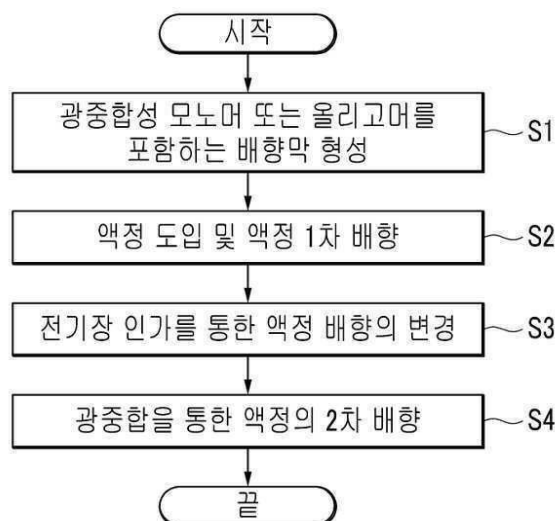 시작
광중합성 모노머 또는 올리고머를
포함하는 배향막 형성
S1
액정 도입 및 액정 1차 배향
S2
전기장 인가를 통한 액정 배향의 변경
S3
광중합을 통한 액정의 2차 배향
S4
끝